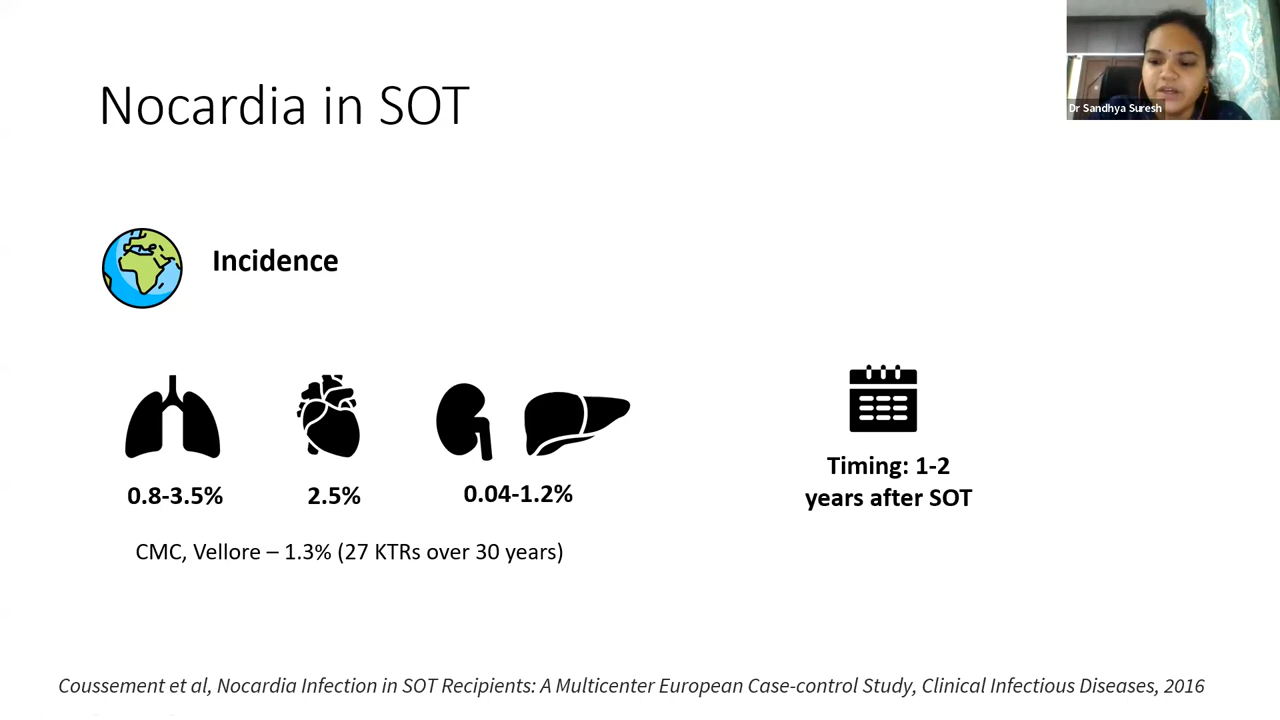 Nocardia in SOT
Dr Sandhya Suresh
Incidence
0.8-3.5%
2.5%
0.04-1.2%
Timing: 1-2
years after SOT
CMC, Vellore – 1.3% (27 KTRs over 30 years)
Coussement et al, Nocardia Infection in SOT Recipients: A Multicenter European Case-control Study, Clinical Infectious Diseases, 2016